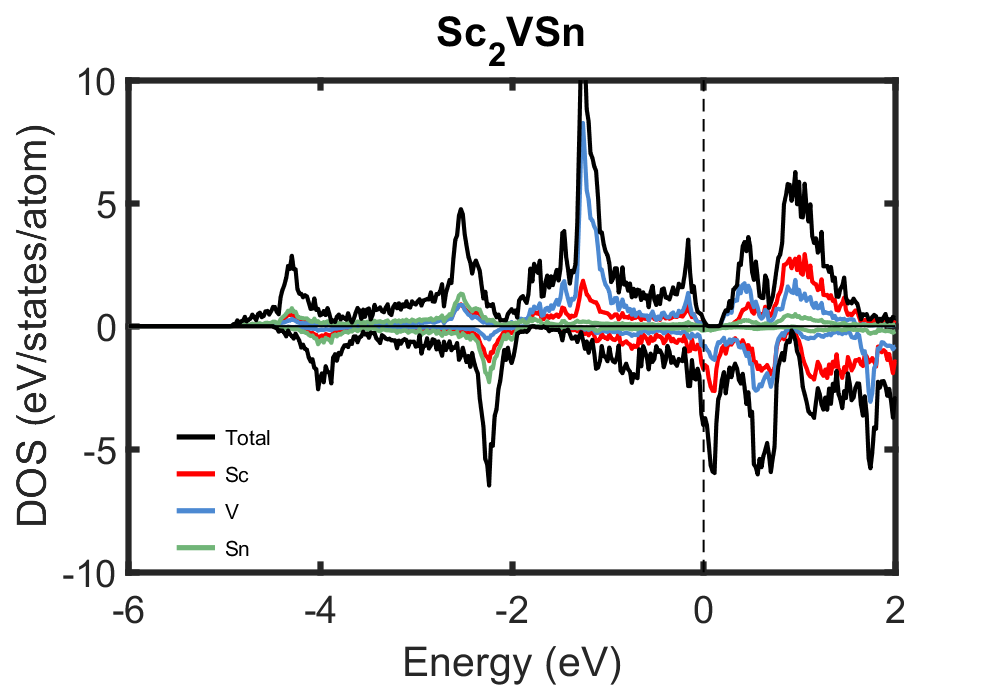 Sc₂VSn
DOS (eV/states/atom)
10
5
0
-5
-10
Total
Sc
V
Sn
-6 -4 -2 0 2
Energy (eV)